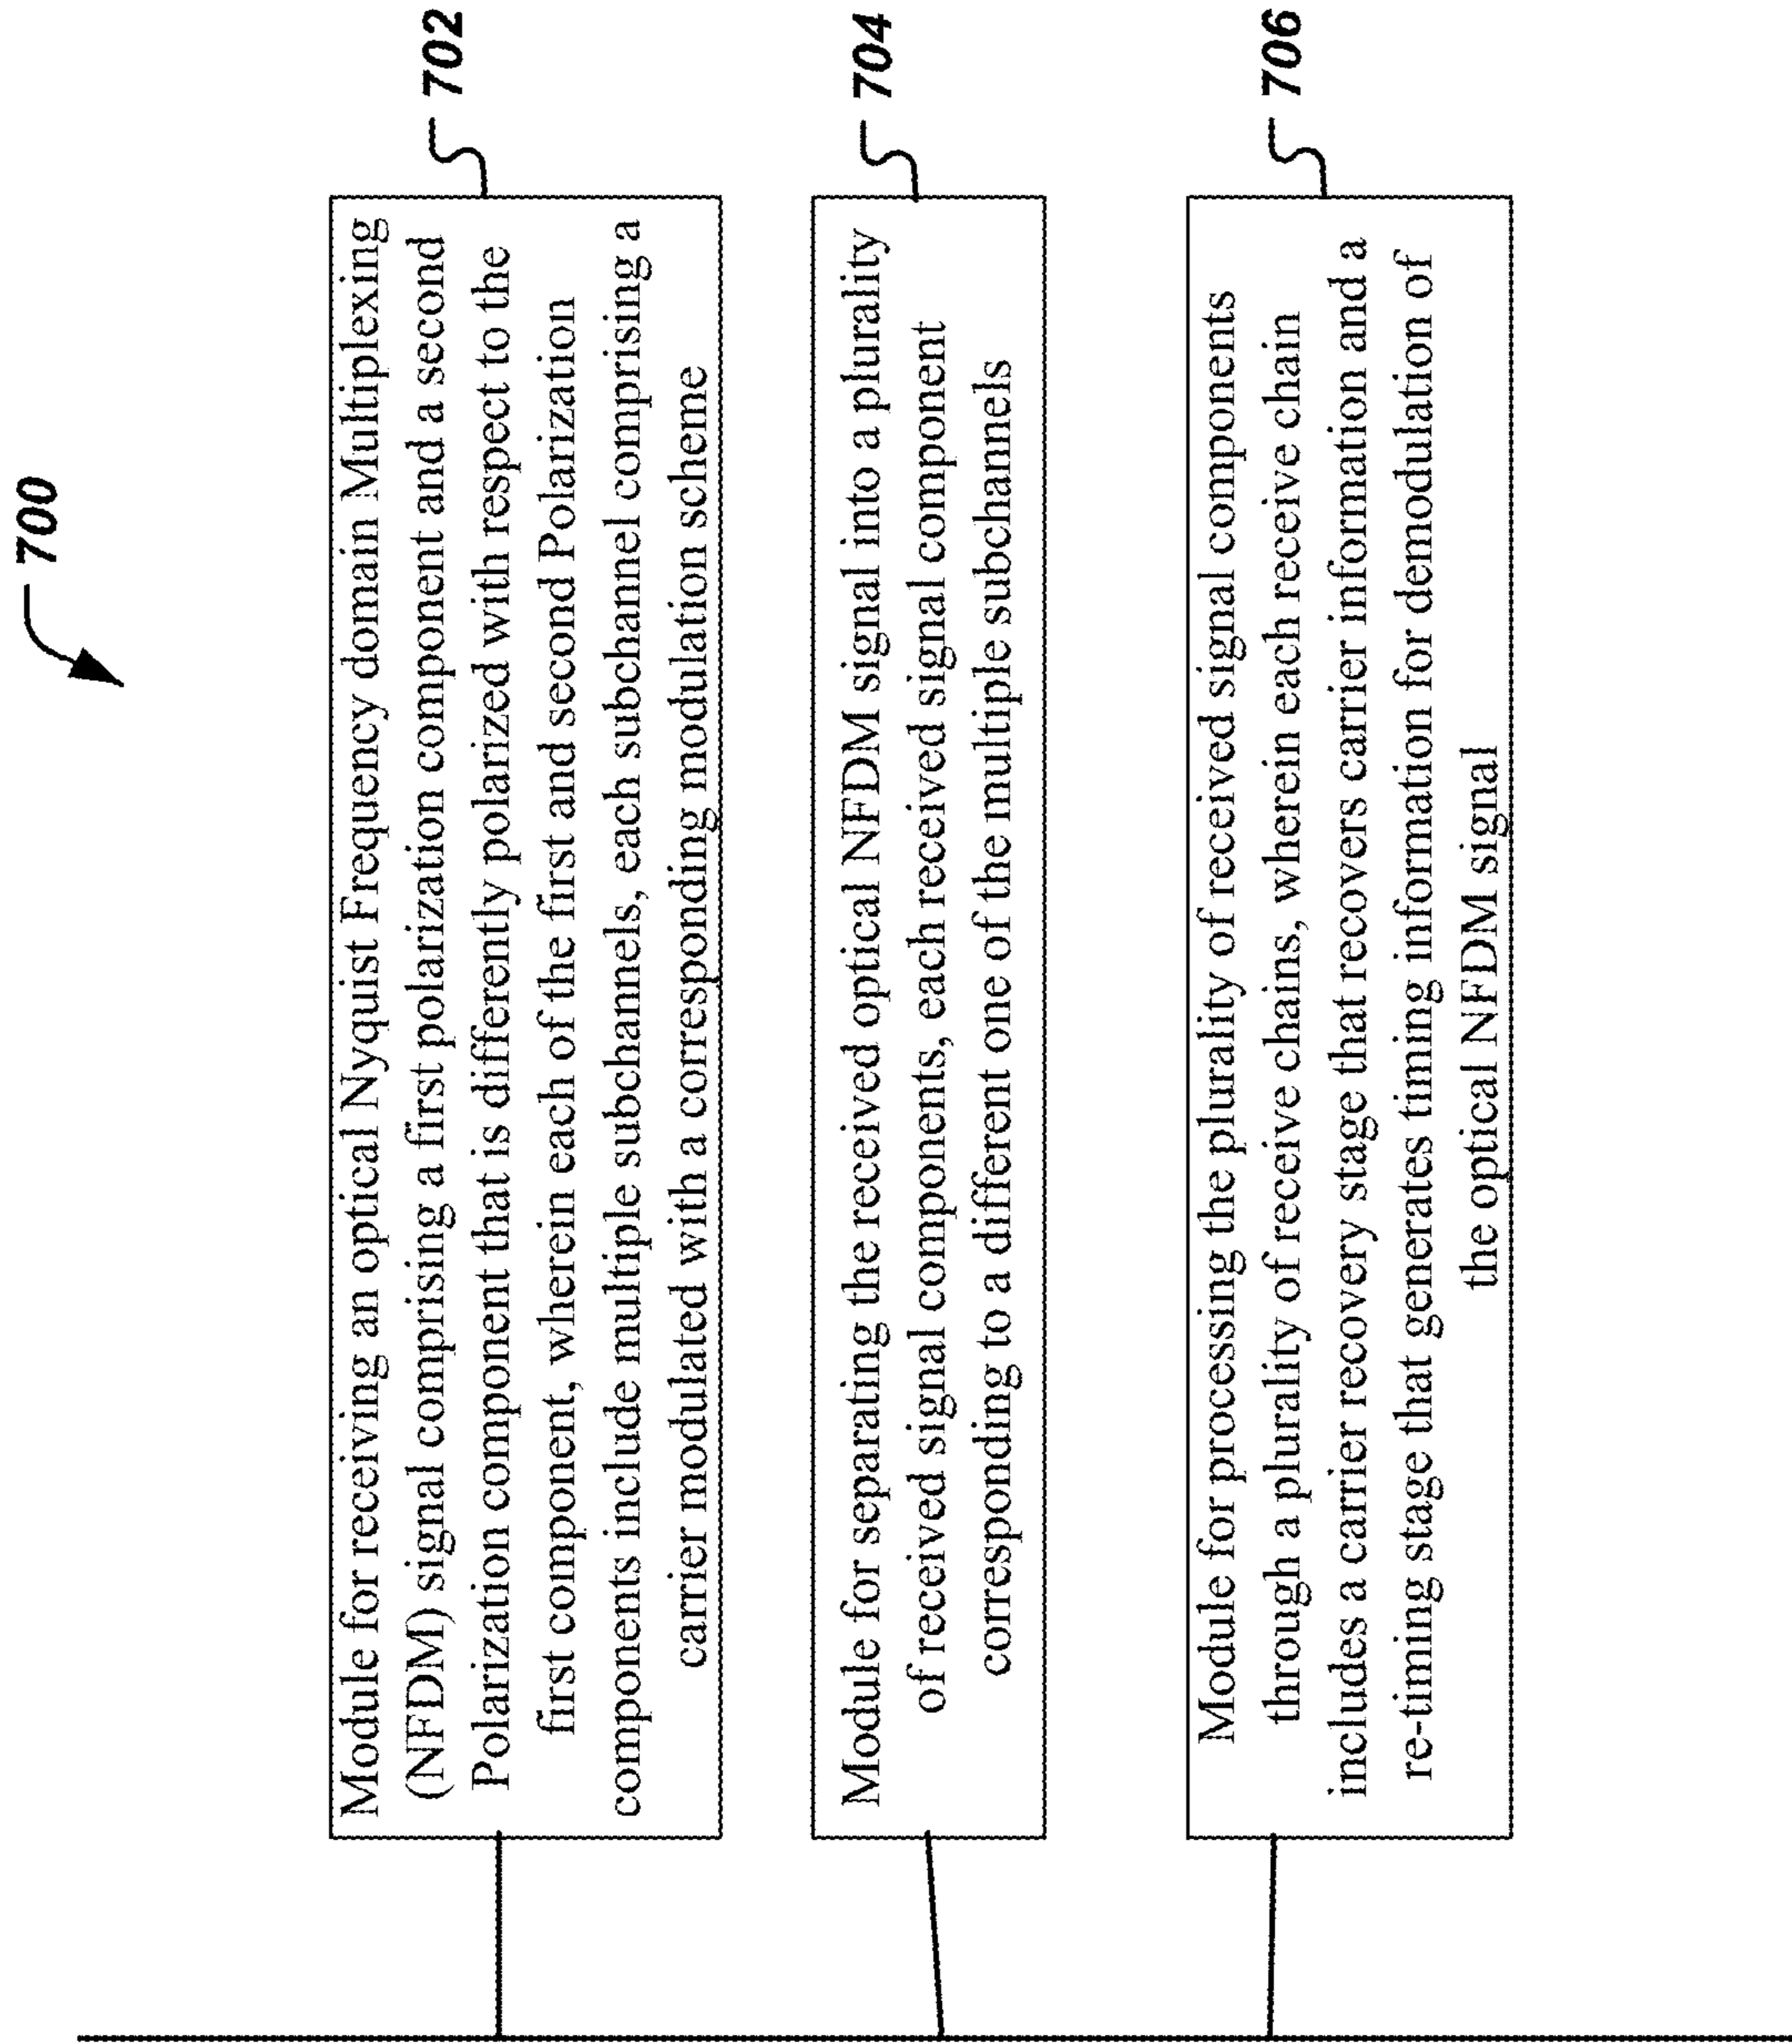 700
Module for receiving an optical Nyquist Frequency domain Multiplexing
(NFDM) signal comprising a first polarization component and a second
Polarization component that is differently polarized with respect to the
first component, wherein each of the first and second Polarization
components include multiple subchannels, each subchannel comprising a
carrier modulated with a corresponding modulation scheme
702
Module for separating the received optical NFDM signal into a plurality
of received signal components, each received signal component
corresponding to a different one of the multiple subchannels
704
Module for processing the plurality of received signal components
through a plurality of receive chains, wherein each receive chain
includes a carrier recovery stage that recovers carrier information and a
re-timing stage that generates timing information for demodulation of
the optical NFDM signal
706